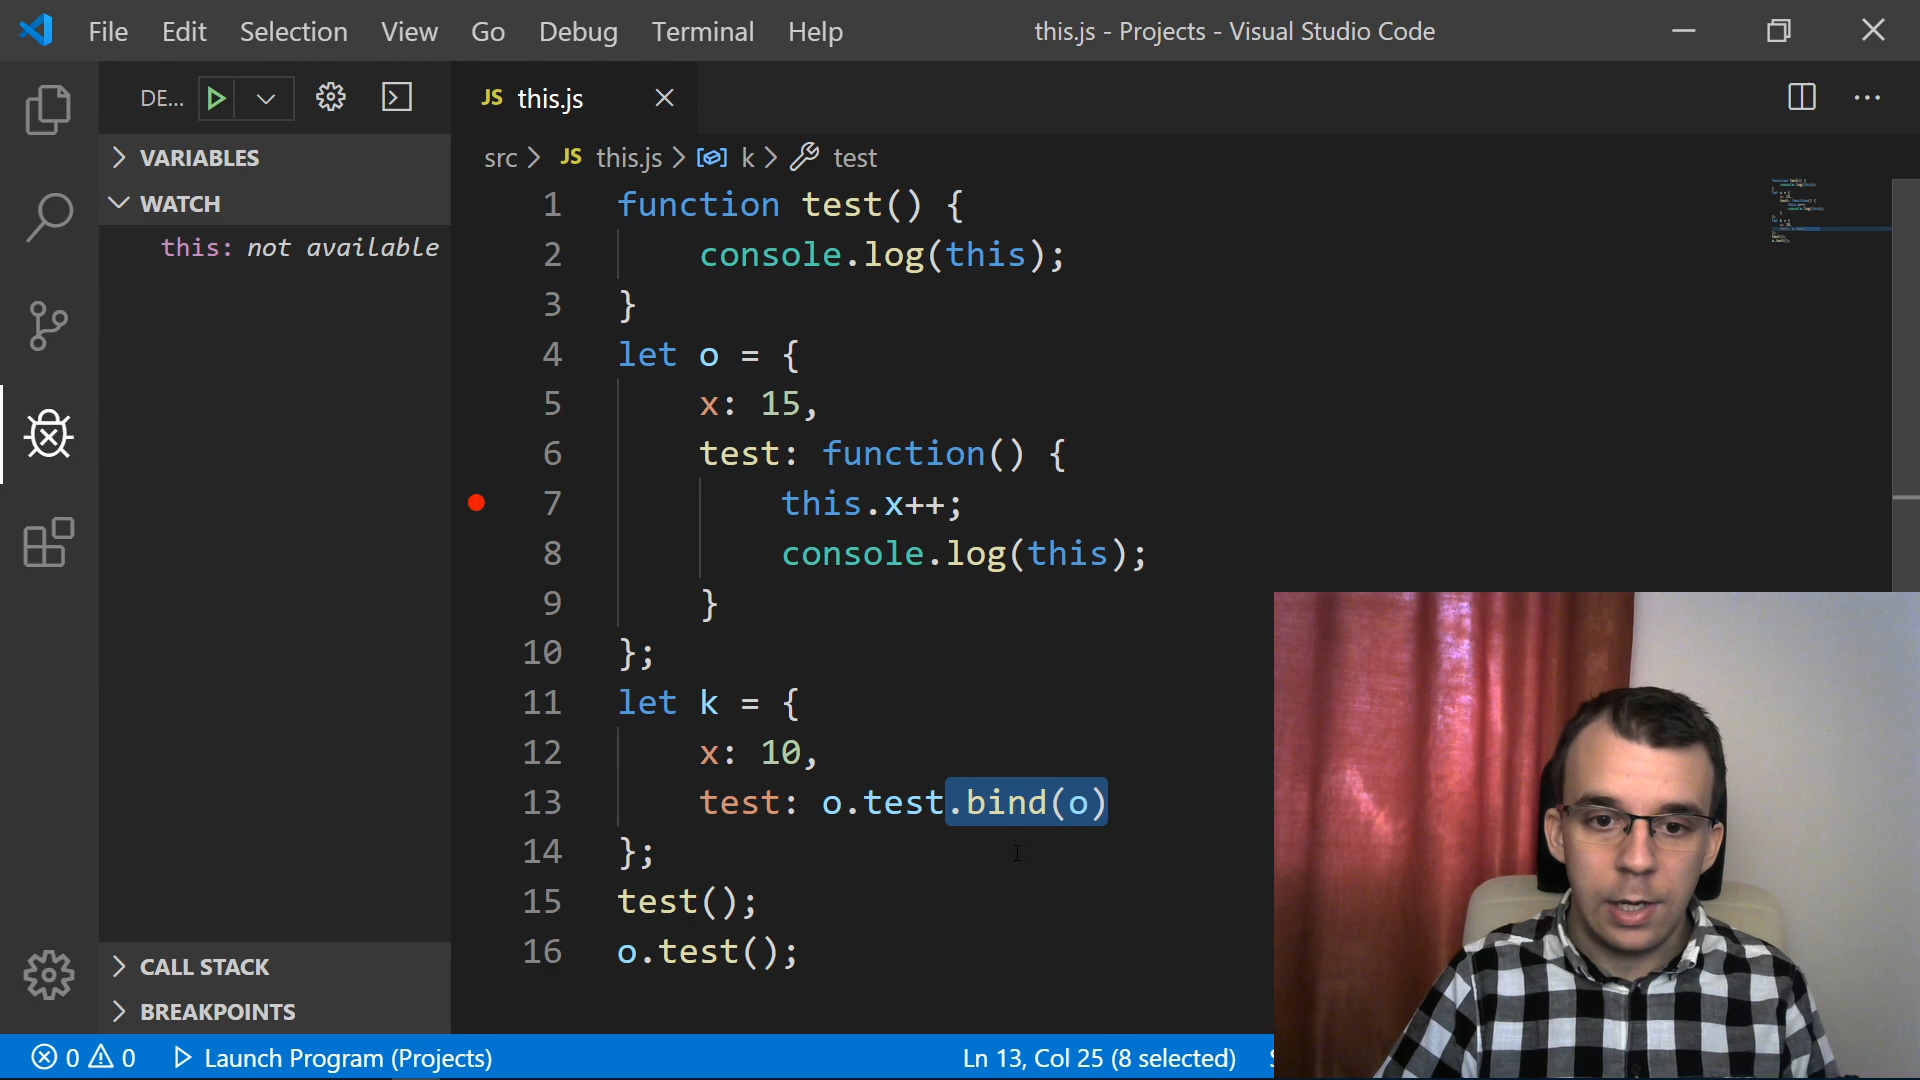 File Edit Selection View Go Debug Terminal Help this.js - Projects - Visual Studio Code
DE... JS this.js
VARIABLES
WATCH
this: not available
CALL STACK
BREAKPOINTS
src > JS this.js > k > test
1 function test() {
2 console.log(this);
3 }
4 let o = {
5 x: 15,
6 test: function() {
7 this.x++;
8 console.log(this);
9 }
10 };
11 let k = {
12 x: 10,
13 test: o.test.bind(o)
14 };
15 test();
16 o.test();
0 0 Launch Program (Projects) Ln 13, Col 25 (8 selected)